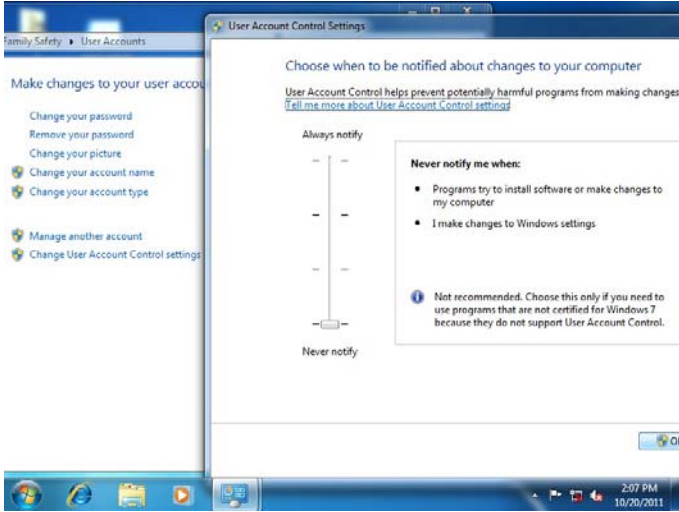 User Account Control Settings
Family Safety ▸ User Accounts
Make changes to your user accou
Change your password
Remove your password
Change your picture
Change your account name
Change your account type
Manage another account
Change User Account Control settings
Choose when to be notified about changes to your computer
User Account Control helps prevent potentially harmful programs from making changes
Tell me more about User Account Control settings
Always notify
Never notify me when:
• Programs try to install software or make changes to
my computer
• I make changes to Windows settings
Not recommended. Choose this only if you need to
use programs that are not certified for Windows 7
because they do not support User Account Control.
Never notify
2:07 PM
10/20/2011